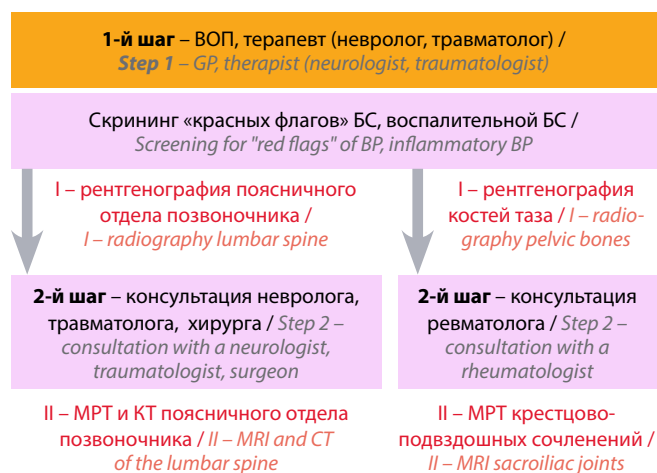 1-й шаг – ВОП, терапевт (невролог, травматолог) /
Step 1 – GP, therapist (neurologist, traumatologist)
Скрининг «красных флагов» БС, воспалительной БС /
Screening for "red flags" of BP, inflammatory BP
I – рентгенография поясничного
отдела позвоночника /
I – radiography lumbar spine
I – рентгенография
костей таза / I – radio-
graphy pelvic bones
2-й шаг – консультация невролога,
травматолога, хирурга / Step 2 –
consultation with a neurologist,
traumatologist, surgeon
2-й шаг – консультация
ревматолога / Step 2 –
consultation with a
rheumatologist
II – МРТ и КТ поясничного отдела
позвоночника / II – MRI and CT
of the lumbar spine
II – МРТ крестцово-
подвздошных сочленений /
II – MRI sacroiliac joints